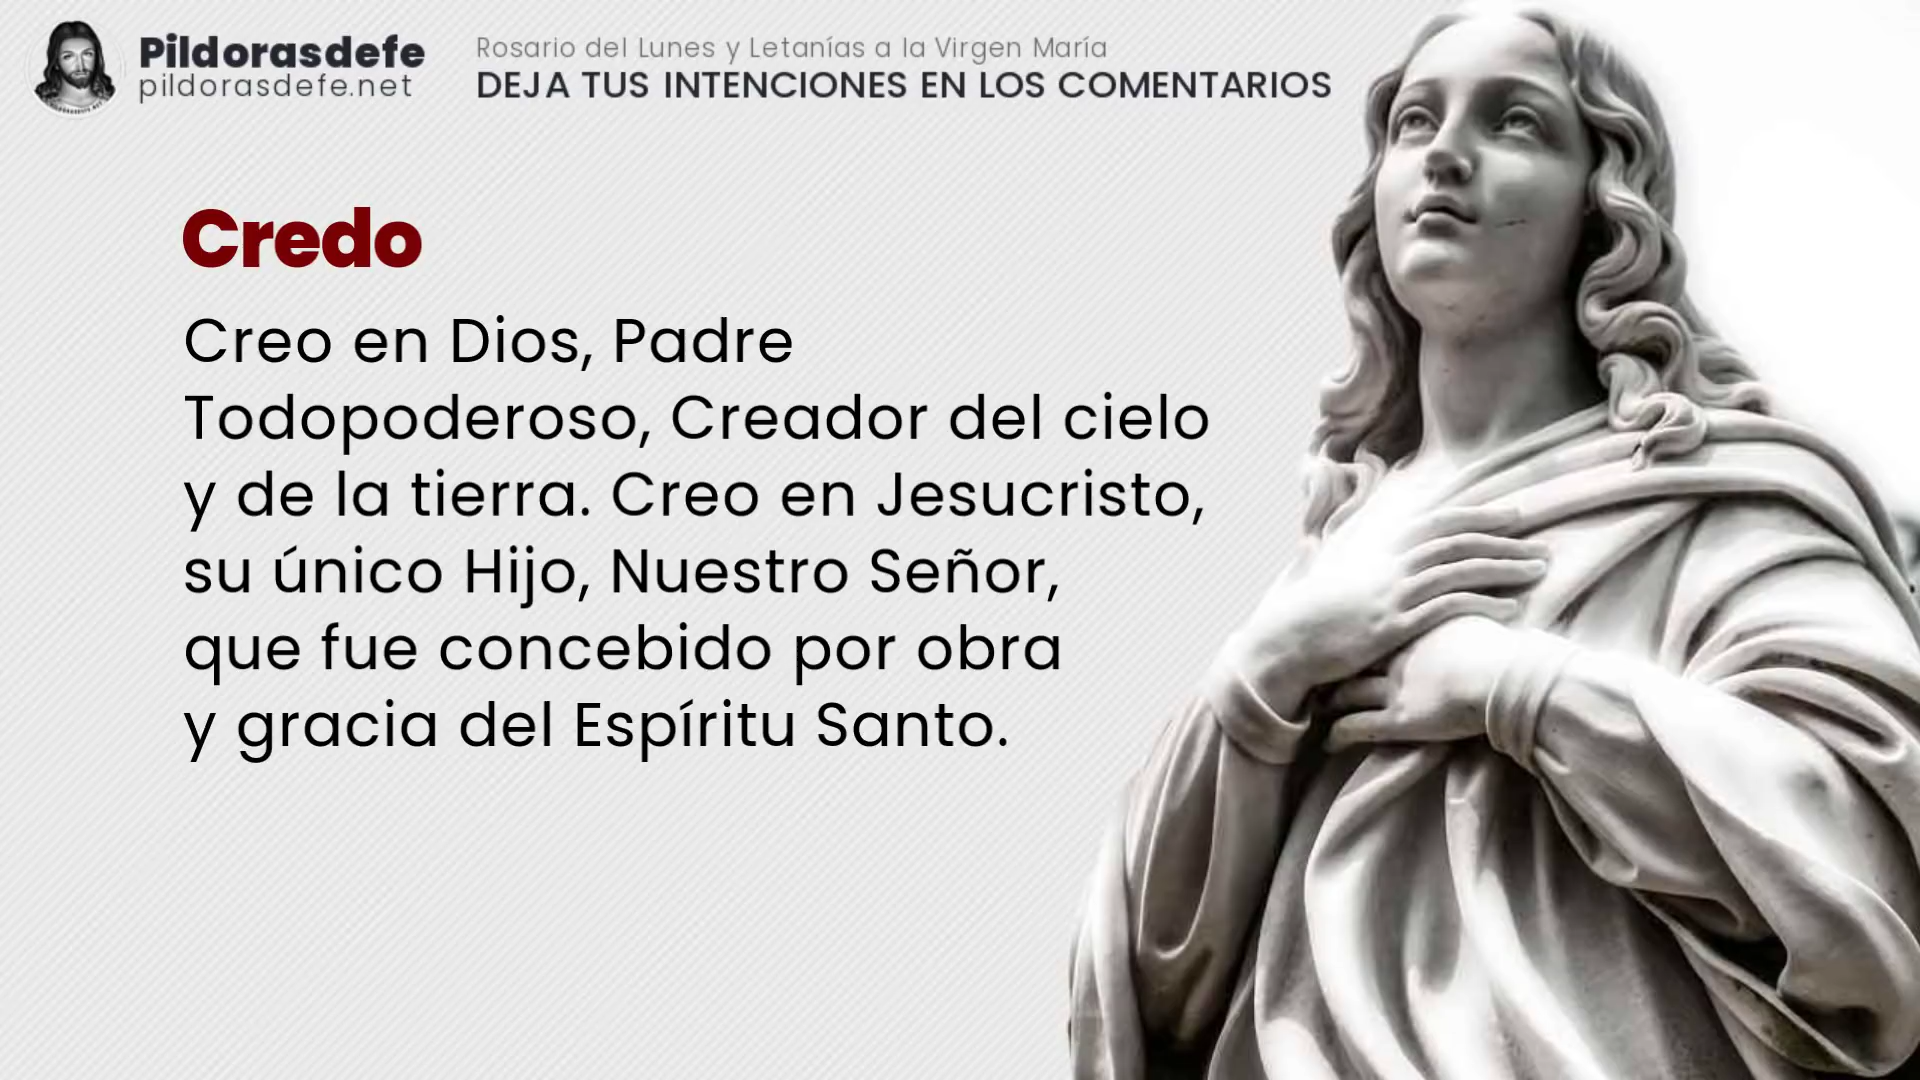 Pildorasdefe
pildorasdefe.net
Rosario del Lunes y Letanías a la Virgen María
DEJA TUS INTENCIONES EN LOS COMENTARIOS
Credo
Creo en Dios, Padre
Todopoderoso, Creador del cielo
y de la tierra. Creo en Jesucristo,
su único Hijo, Nuestro Señor,
que fue concebido por obra
y gracia del Espíritu Santo.